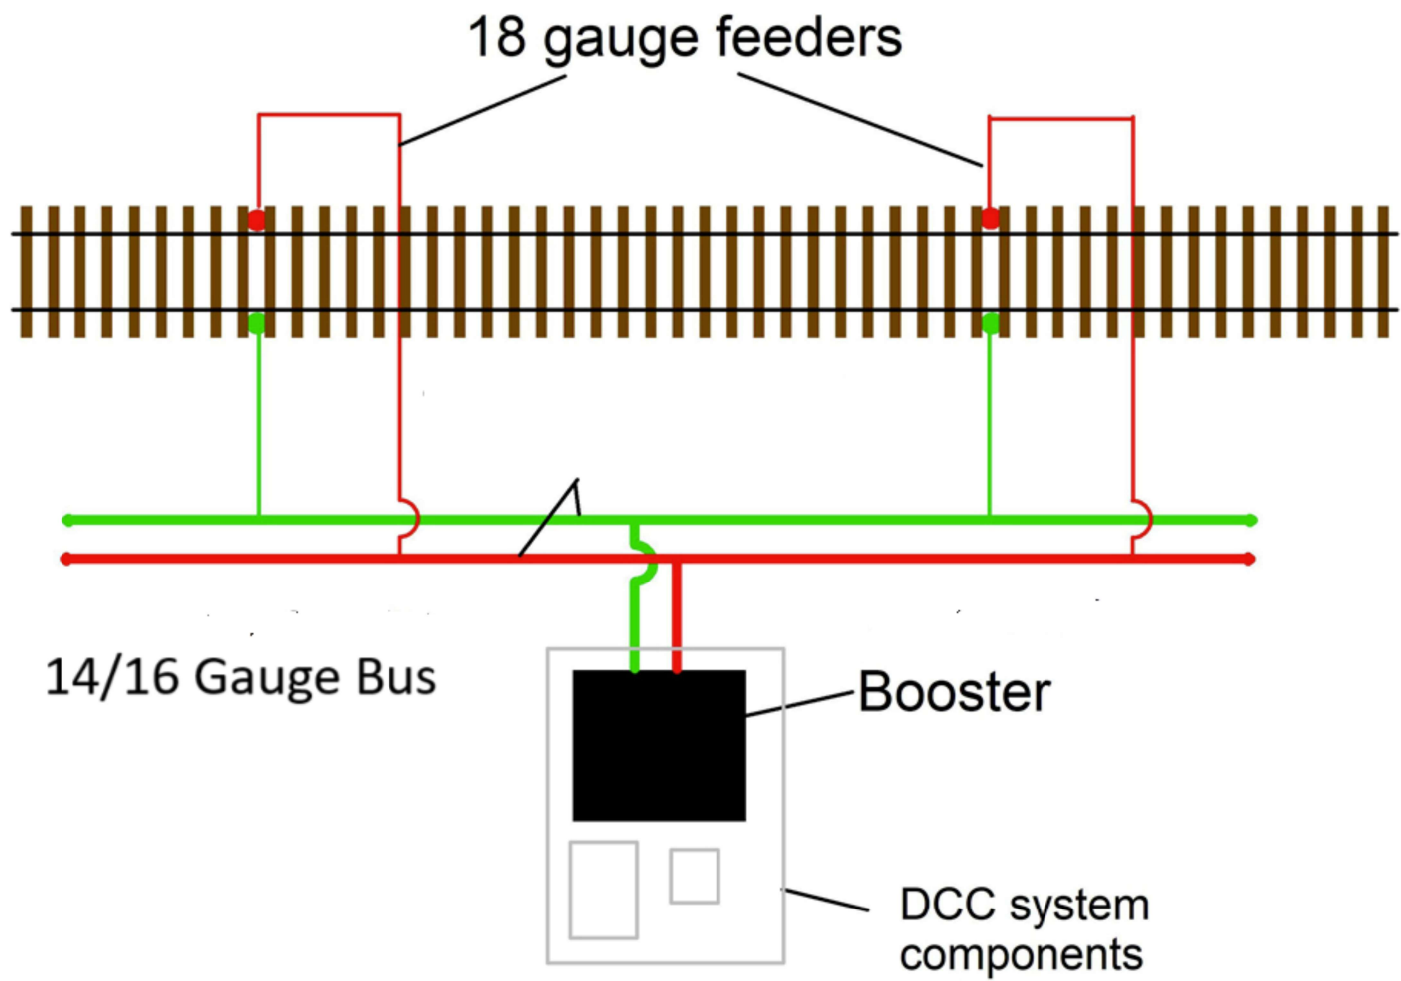 18 gauge feeders
14/16 Gauge Bus
Booster
DCC system
components